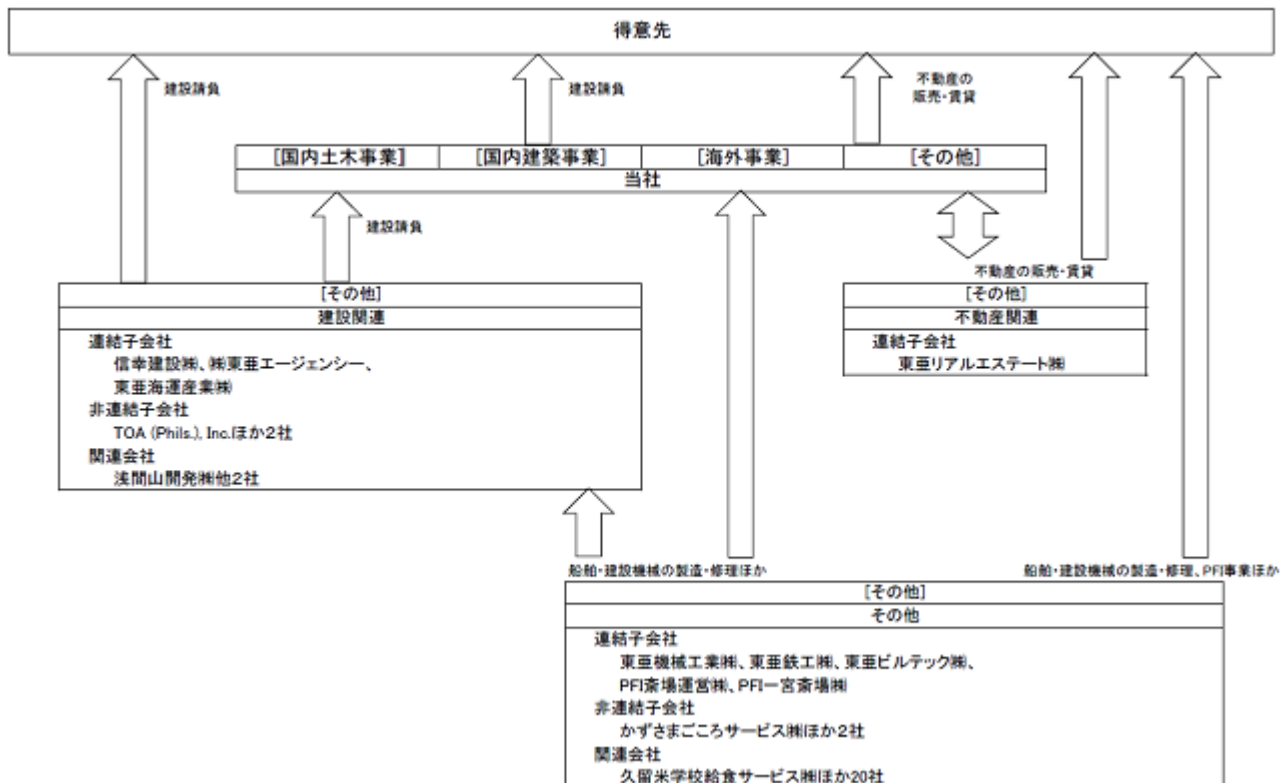 得意先
建設請負
建設請負
不動産の
販売・賃貸
[国内土木事業]
[国内建築事業]
[海外事業]
[その他]
当社
建設請負
不動産の販売・賃貸
[その他]
建設関連
連結子会社
信幸建設㈱、㈱東亜エージェンシー、
東亜海運産業㈱
非連結子会社
TOA (Phils.), Inc.ほか2社
関連会社
浅間山開発㈱他2社
[その他]
不動産関連
連結子会社
東亜リアルエステート㈱
船舶・建設機械の製造・修理ほか
船舶・建設機械の製造・修理、PFI事業ほか
[その他]
その他
連結子会社
東亜機械工業㈱、東亜鉄工㈱、東亜ビルテック㈱、
PFI斎場運営㈱、PFI一宮斎場㈱
非連結子会社
かずさまごころサービス㈱ほか2社
関連会社
久留米学校給食サービス㈱ほか20社